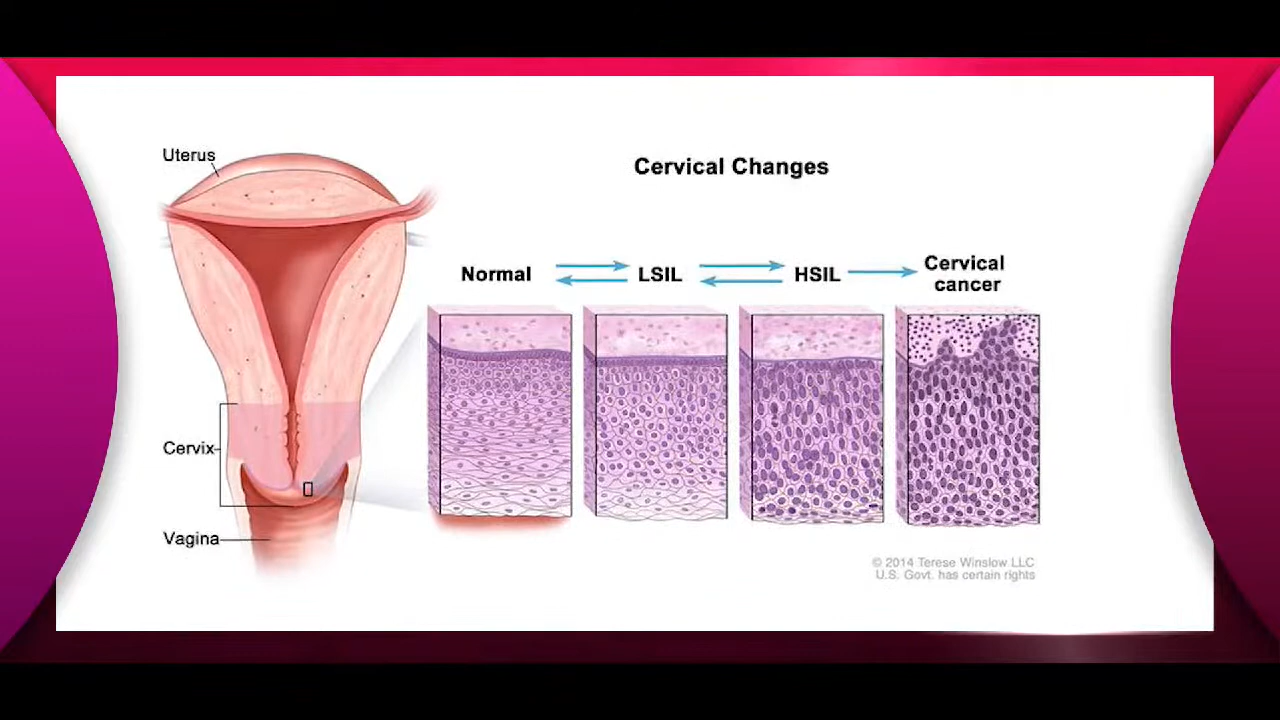 Cervical Changes
Uterus
Normal
LSIL
HSIL
Cervical
cancer
Cervix
Vagina
© 2014 Terese Winslow LLC
U.S. Govt. has certain rights